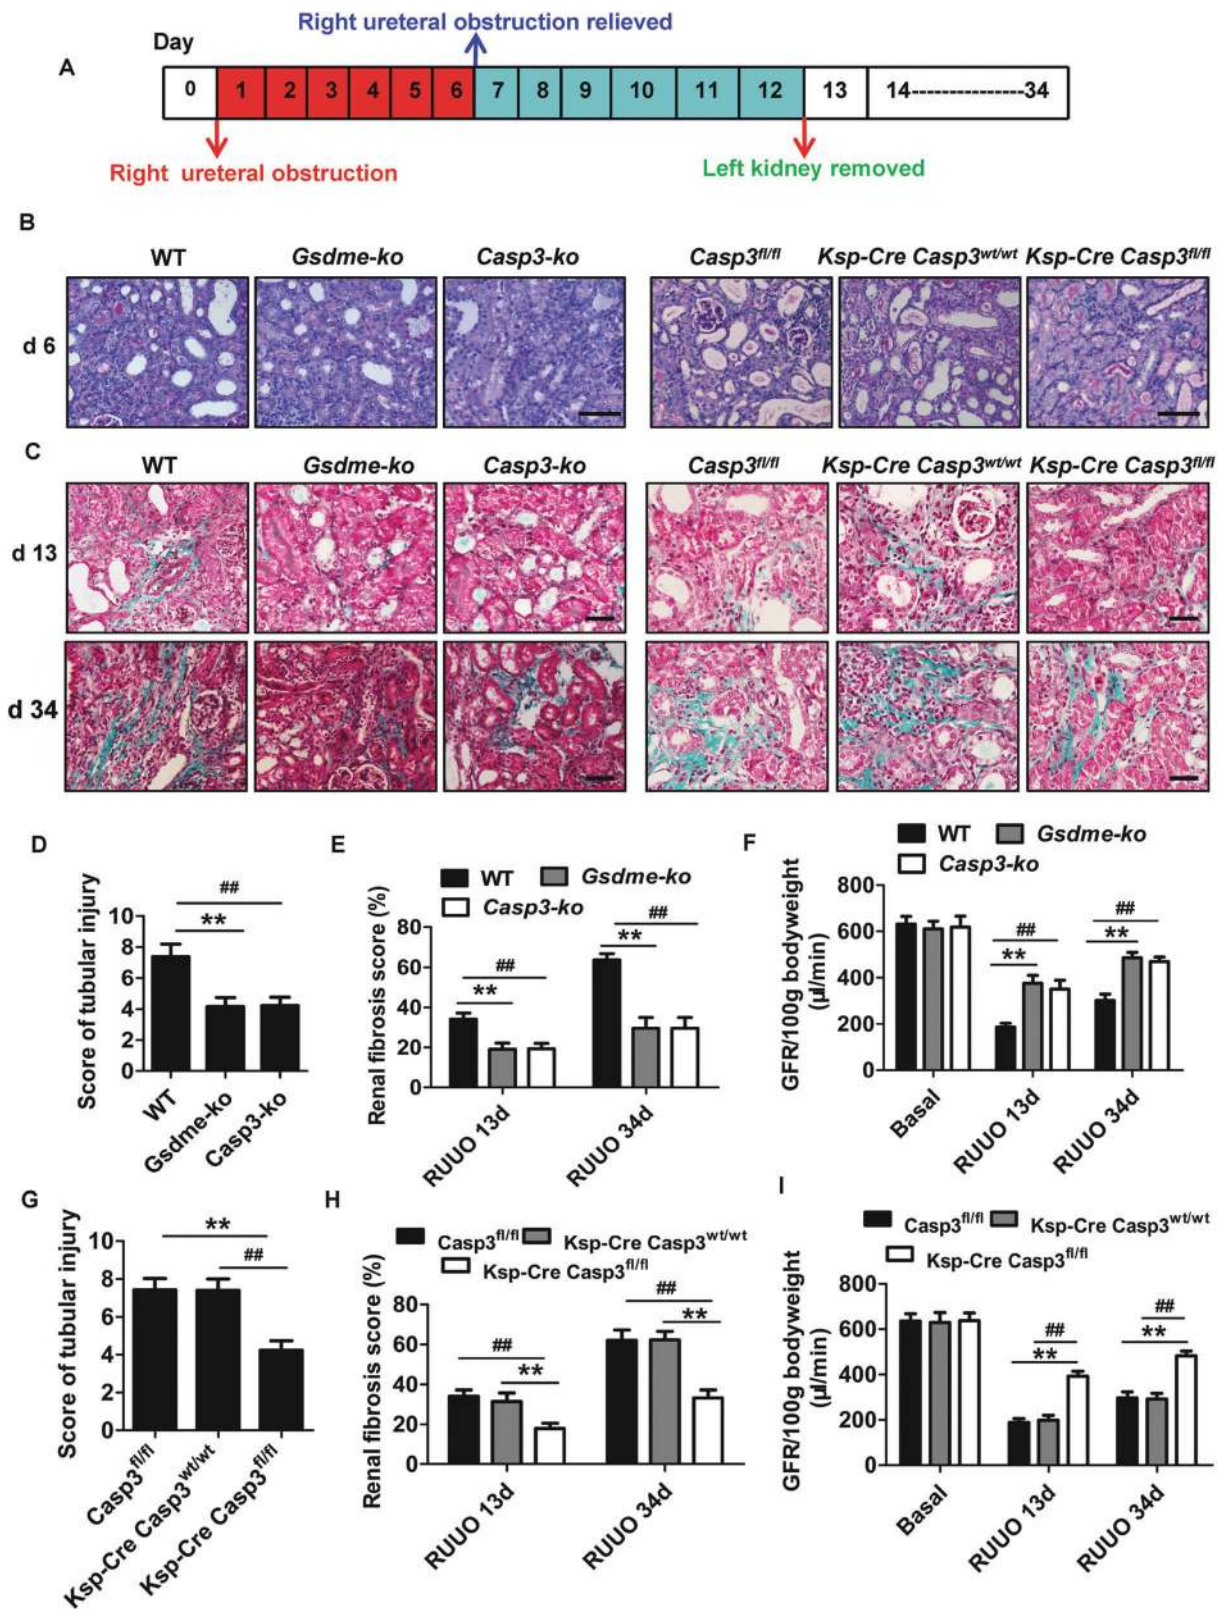 Right ureteral obstruction relieved
Day
A
0 1 2 3 4 5 6 7 8 9 10 11 12 13 14---------------34
Right ureteral obstruction
Left kidney removed
B
WT Gsdme-ko Casp3-ko Casp3fl/fl Ksp-Cre Casp3wt/wt Ksp-Cre Casp3fl/fl
d 6
C
WT Gsdme-ko Casp3-ko Casp3fl/fl Ksp-Cre Casp3wt/wt Ksp-Cre Casp3fl/fl
d 13
d 34
D
Score of tubular injury
10
8
6
4
2
0
##
**
WT
Gsdme-ko
Casp3-ko
E
WT Gsdme-ko
Casp3-ko
Renal fibrosis score (%)
80
60
40
20
0
##
**
##
**
RUUO 13d
RUUO 34d
F
WT Gsdme-ko
Casp3-ko
GFR/100g bodyweight
(µl/min)
800
600
400
200
0
##
**
##
**
Basal
RUUO 13d
RUUO 34d
G
Score of tubular injury
10
8
6
4
2
0
**
##
Casp3fl/fl
Ksp-Cre Casp3wt/wt
Ksp-Cre Casp3fl/fl
H
Casp3fl/fl Ksp-Cre Casp3wt/wt
Ksp-Cre Casp3fl/fl
Renal fibrosis score (%)
80
60
40
20
0
##
**
##
**
RUUO 13d
RUUO 34d
I
Casp3fl/fl Ksp-Cre Casp3wt/wt
Ksp-Cre Casp3fl/fl
GFR/100g bodyweight
(µl/min)
800
600
400
200
0
##
**
##
**
Basal
RUUO 13d
RUUO 34d